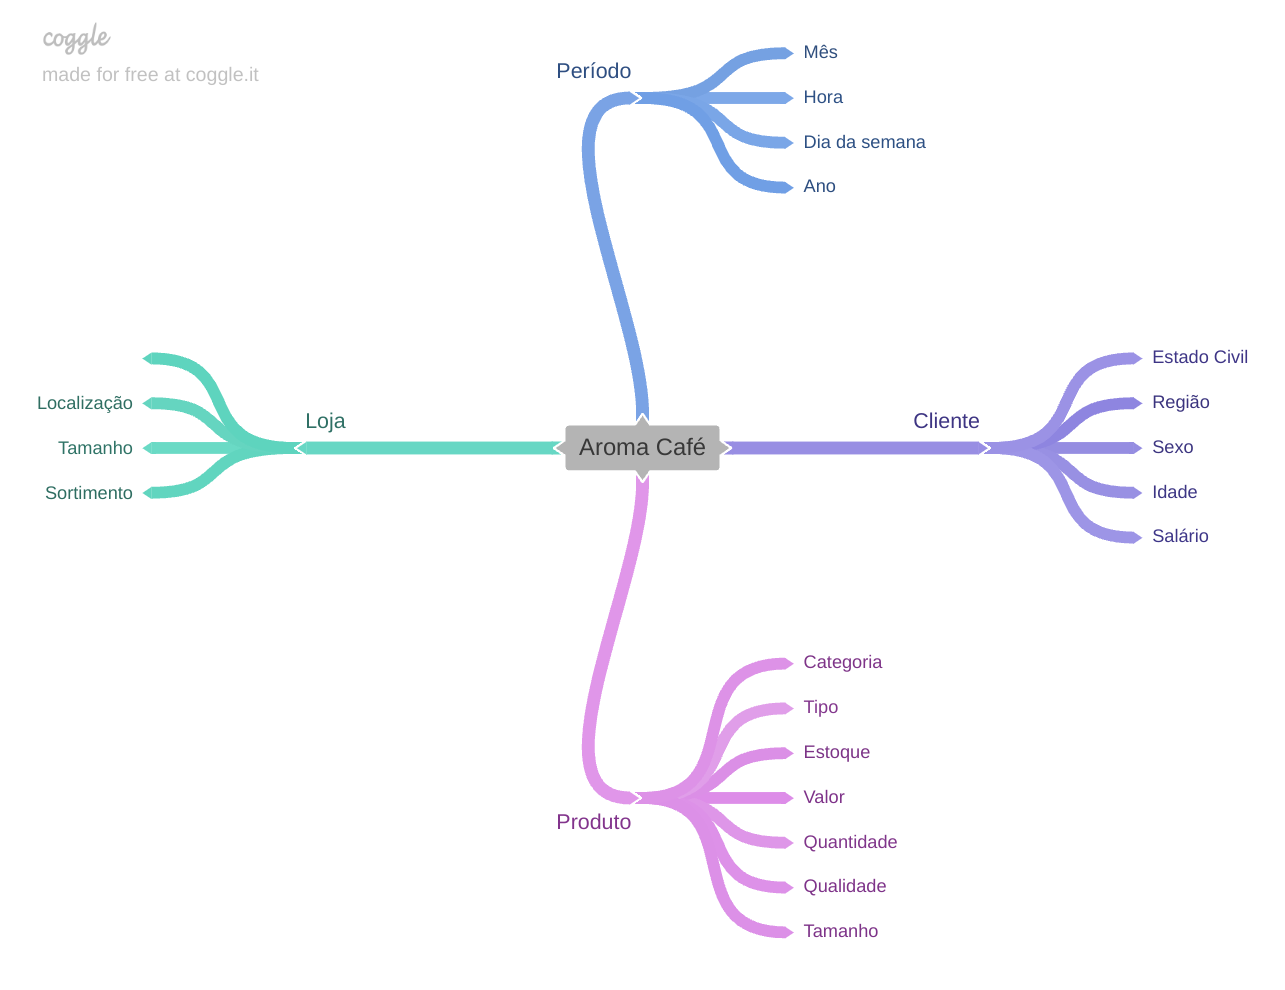 coggle
made for free at coggle.it
Período
Mês
Hora
Dia da semana
Ano
Loja
Localização
Tamanho
Sortimento
Aroma Café
Cliente
Estado Civil
Região
Sexo
Idade
Salário
Produto
Categoria
Tipo
Estoque
Valor
Quantidade
Qualidade
Tamanho